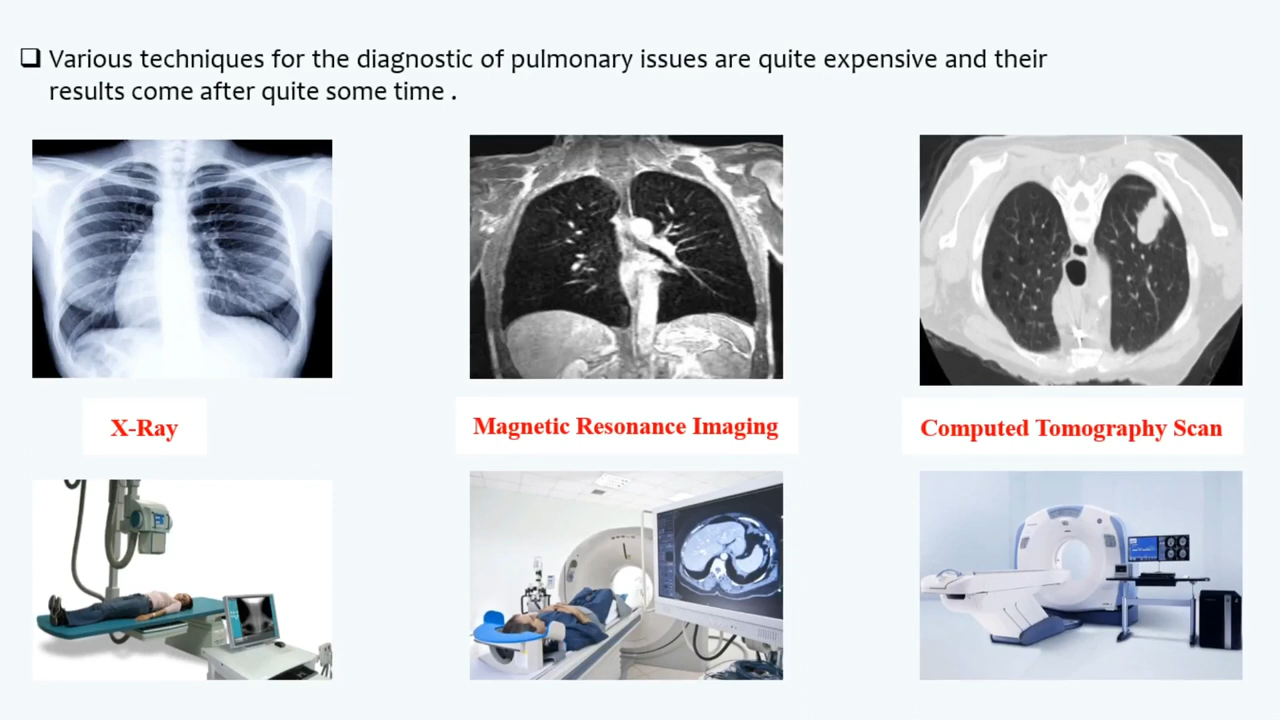 Various techniques for the diagnostic of pulmonary issues are quite expensive and their
results come after quite some time .
X-Ray
Magnetic Resonance Imaging
Computed Tomography Scan